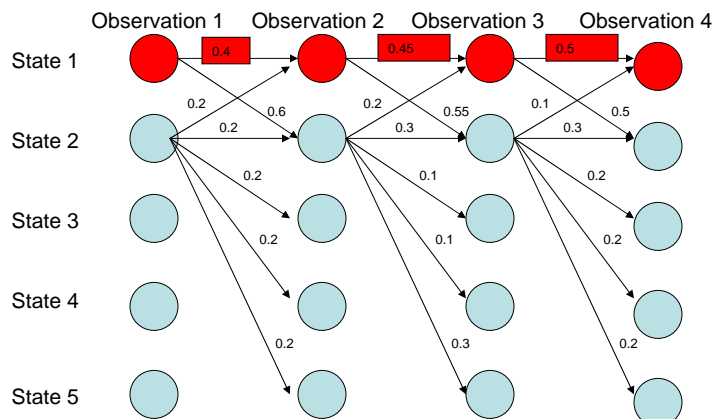 Observation 1 Observation 2 Observation 3 Observation 4
State 1 0.4 0.45 0.5
0.2 0.6 0.2 0.55 0.1 0.5
State 2 0.2 0.3 0.3
0.2 0.1 0.2
State 3
0.2 0.1 0.2
State 4
0.2 0.3 0.2
State 5